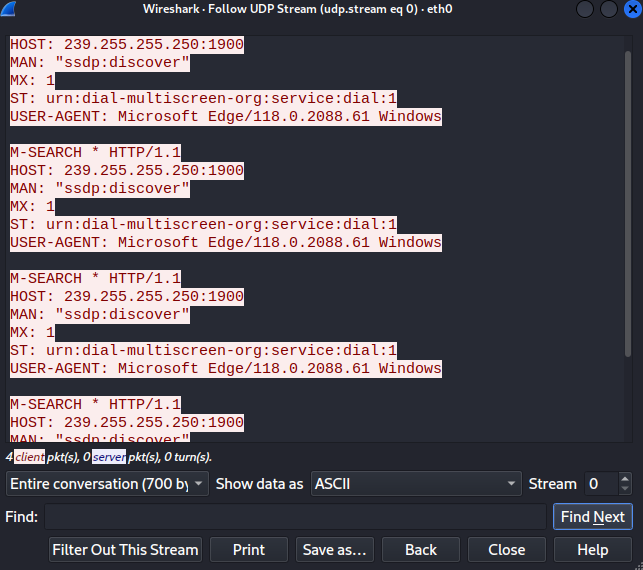 Wireshark · Follow UDP Stream (udp.stream eq 0) · eth0
HOST: 239.255.255.250:1900
MAN: "ssdp:discover"
MX: 1
ST: urn:dial-multiscreen-org:service:dial:1
USER-AGENT: Microsoft Edge/118.0.2088.61 Windows
M-SEARCH * HTTP/1.1
HOST: 239.255.255.250:1900
MAN: "ssdp:discover"
MX: 1
ST: urn:dial-multiscreen-org:service:dial:1
USER-AGENT: Microsoft Edge/118.0.2088.61 Windows
M-SEARCH * HTTP/1.1
HOST: 239.255.255.250:1900
MAN: "ssdp:discover"
MX: 1
ST: urn:dial-multiscreen-org:service:dial:1
USER-AGENT: Microsoft Edge/118.0.2088.61 Windows
M-SEARCH * HTTP/1.1
HOST: 239.255.255.250:1900
MAN: "ssdp:discover"
4 client pkt(s), 0 server pkt(s), 0 turn(s).
Entire conversation (700 by Show data as ASCII Stream 0
Find: Find Next
Filter Out This Stream Print Save as… Back Close Help